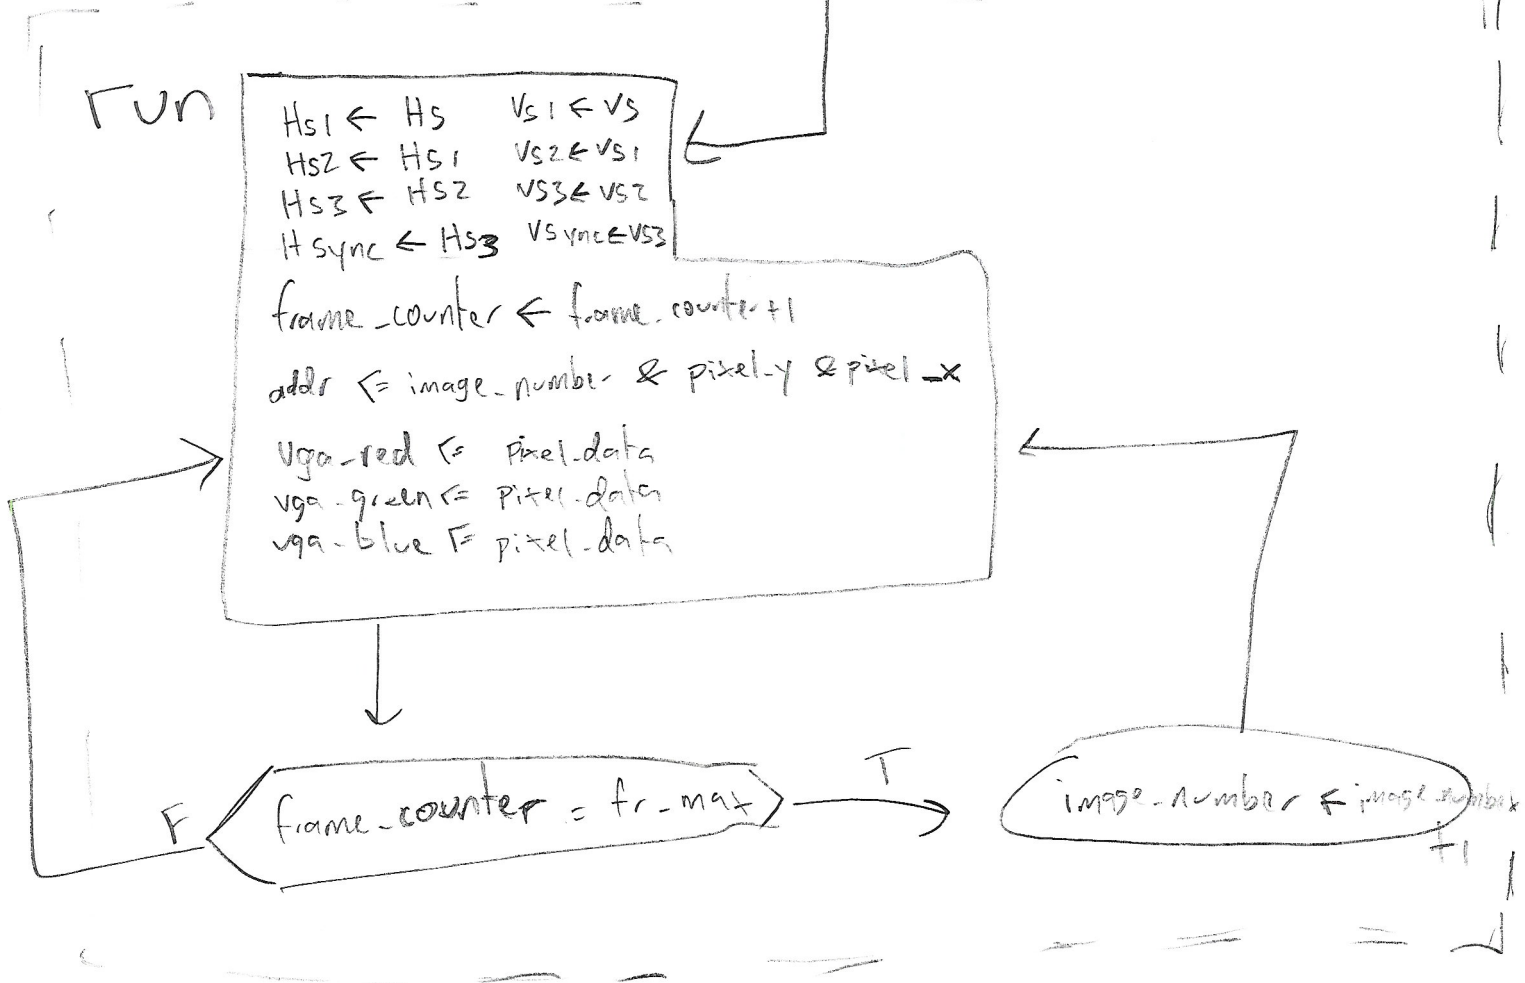 run
Hs1 ← Hs   Vs1 ← Vs
Hs2 ← Hs1   Vs2 ← Vs1
Hs3 ← Hs2   Vs3 ← Vs2
Hsync ← Hs3   Vsync ← Vs3
frame_counter ← frame_counter+1
addr <= image_number & pixel_y & pixel_x
vga_red <= pixel_data
vga_green <= pixel_data
vga_blue <= pixel_data
F
frame_counter = fr_max
T
image_number ← image_number
+1